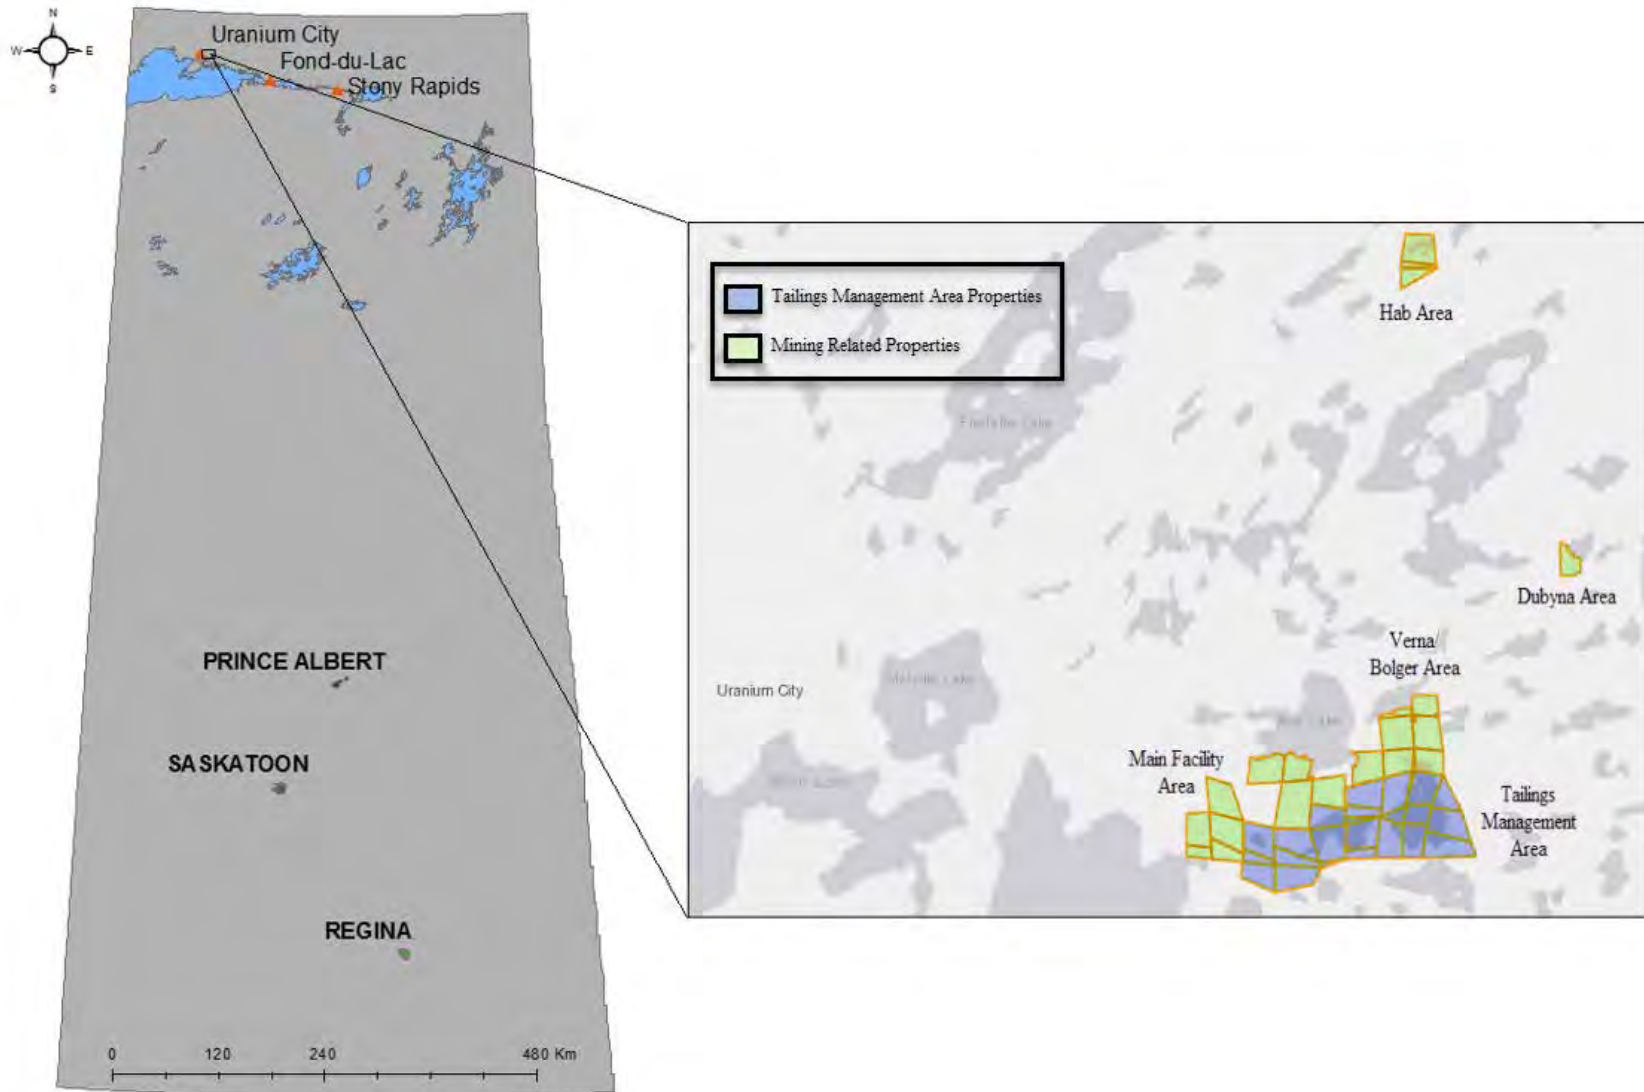 N
W
E
S
Uranium City
Fond-du-Lac
Stony Rapids
PRINCE ALBERT
SASKATOON
REGINA
0 120 240 480 Km
Tailings Management Area Properties
Mining Related Properties
Hab Area
Lake
Dubyna Area
Verna/
Bolger Area
Uranium City
Lake
Main Facility
Area
Tailings
Management
Area